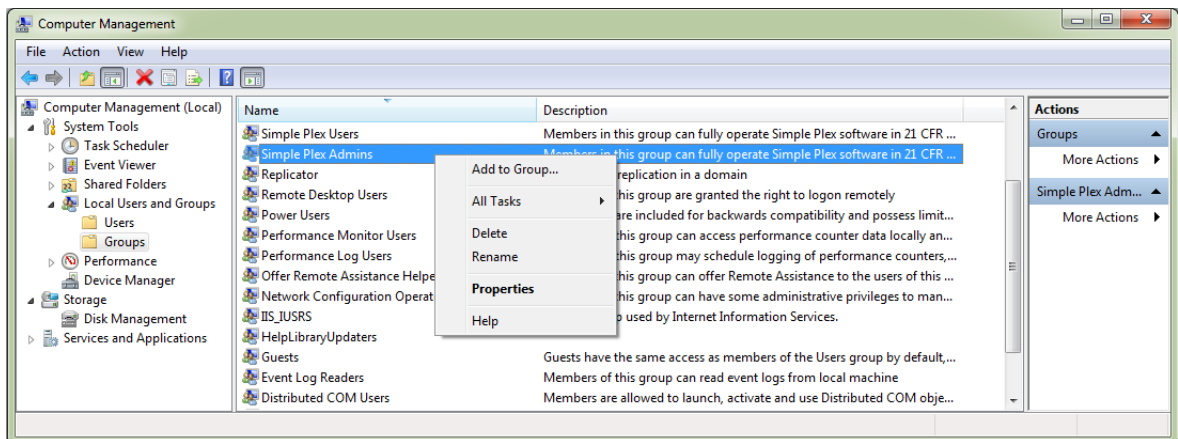 Computer Management
File Action View Help
Computer Management (Local)
System Tools
Task Scheduler
Event Viewer
Shared Folders
Local Users and Groups
Users
Groups
Performance
Device Manager
Storage
Disk Management
Services and Applications
Name Description
Simple Plex Users Members in this group can fully operate Simple Plex software in 21 CFR ...
Simple Plex Admins Members in this group can fully operate Simple Plex software in 21 CFR ...
Replicator replication in a domain
Remote Desktop Users this group are granted the right to logon remotely
Power Users are included for backwards compatibility and possess limit...
Performance Monitor Users this group can access performance counter data locally an...
Performance Log Users this group may schedule logging of performance counters,...
Offer Remote Assistance Helpe this group can offer Remote Assistance to the users of this ...
Network Configuration Operat this group can have some administrative privileges to man...
IIS_IUSRS used by Internet Information Services.
HelpLibraryUpdaters
Guests Guests have the same access as members of the Users group by default,...
Event Log Readers Members of this group can read event logs from local machine
Distributed COM Users Members are allowed to launch, activate and use Distributed COM obje...
Add to Group...
All Tasks
Delete
Rename
Properties
Help
Actions
Groups
More Actions
Simple Plex Adm...
More Actions